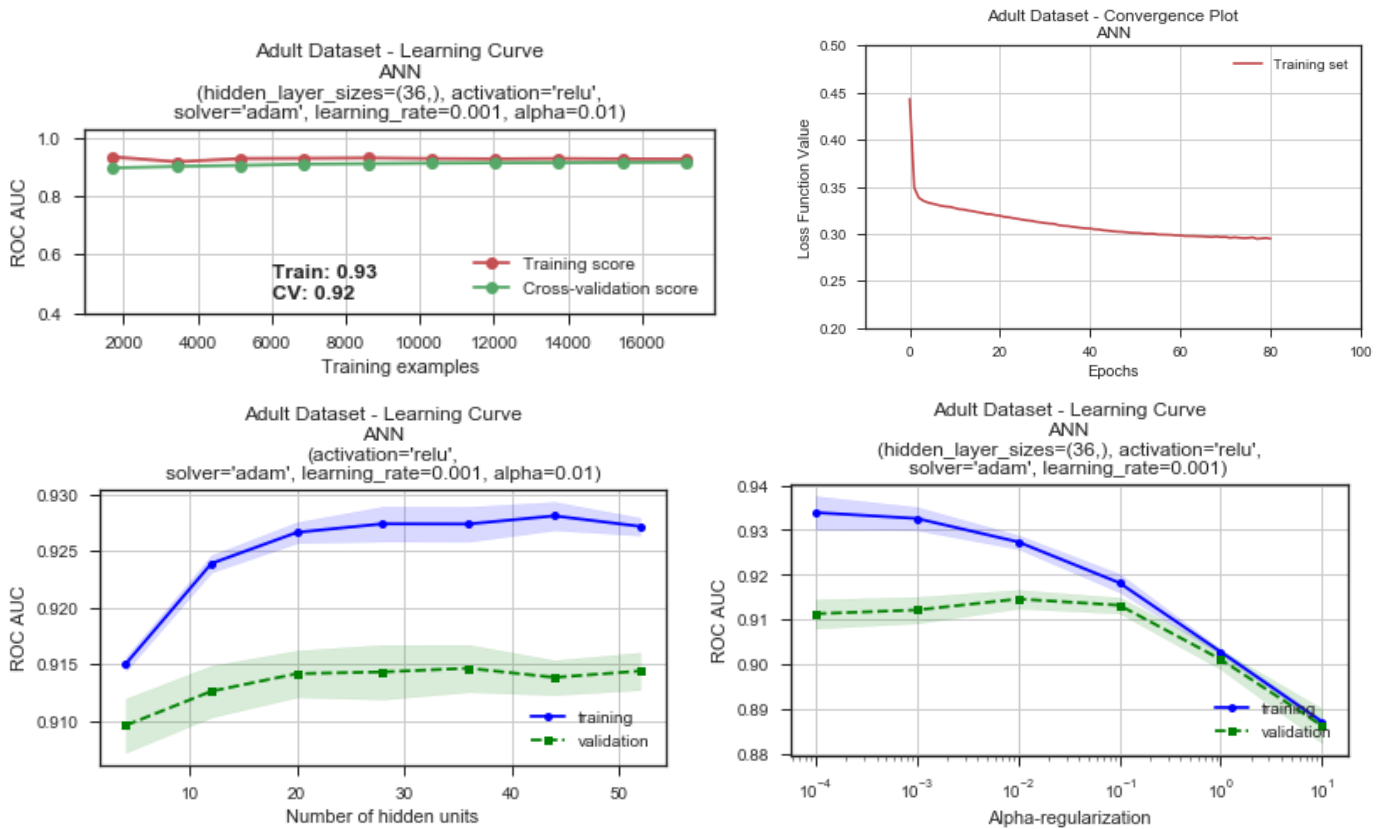 Adult Dataset - Learning Curve
ANN
(hidden_layer_sizes=(36,), activation='relu',
solver='adam', learning_rate=0.001, alpha=0.01)
1.0
0.8
0.6
0.4
ROC AUC
Train: 0.93
CV: 0.92
Training score
Cross-validation score
2000 4000 6000 8000 10000 12000 14000 16000
Training examples
Adult Dataset - Convergence Plot
ANN
0.50
0.45
0.40
0.35
0.30
0.25
0.20
Loss Function Value
Training set
0 20 40 60 80 100
Epochs
Adult Dataset - Learning Curve
ANN
(activation='relu',
solver='adam', learning_rate=0.001, alpha=0.01)
0.930
0.925
0.920
0.915
0.910
ROC AUC
training
validation
10 20 30 40 50
Number of hidden units
Adult Dataset - Learning Curve
ANN
(hidden_layer_sizes=(36,), activation='relu',
solver='adam', learning_rate=0.001)
0.94
0.93
0.92
0.91
0.90
0.89
0.88
ROC AUC
training
validation
10⁻⁴ 10⁻³ 10⁻² 10⁻¹ 10⁰ 10¹
Alpha-regularization